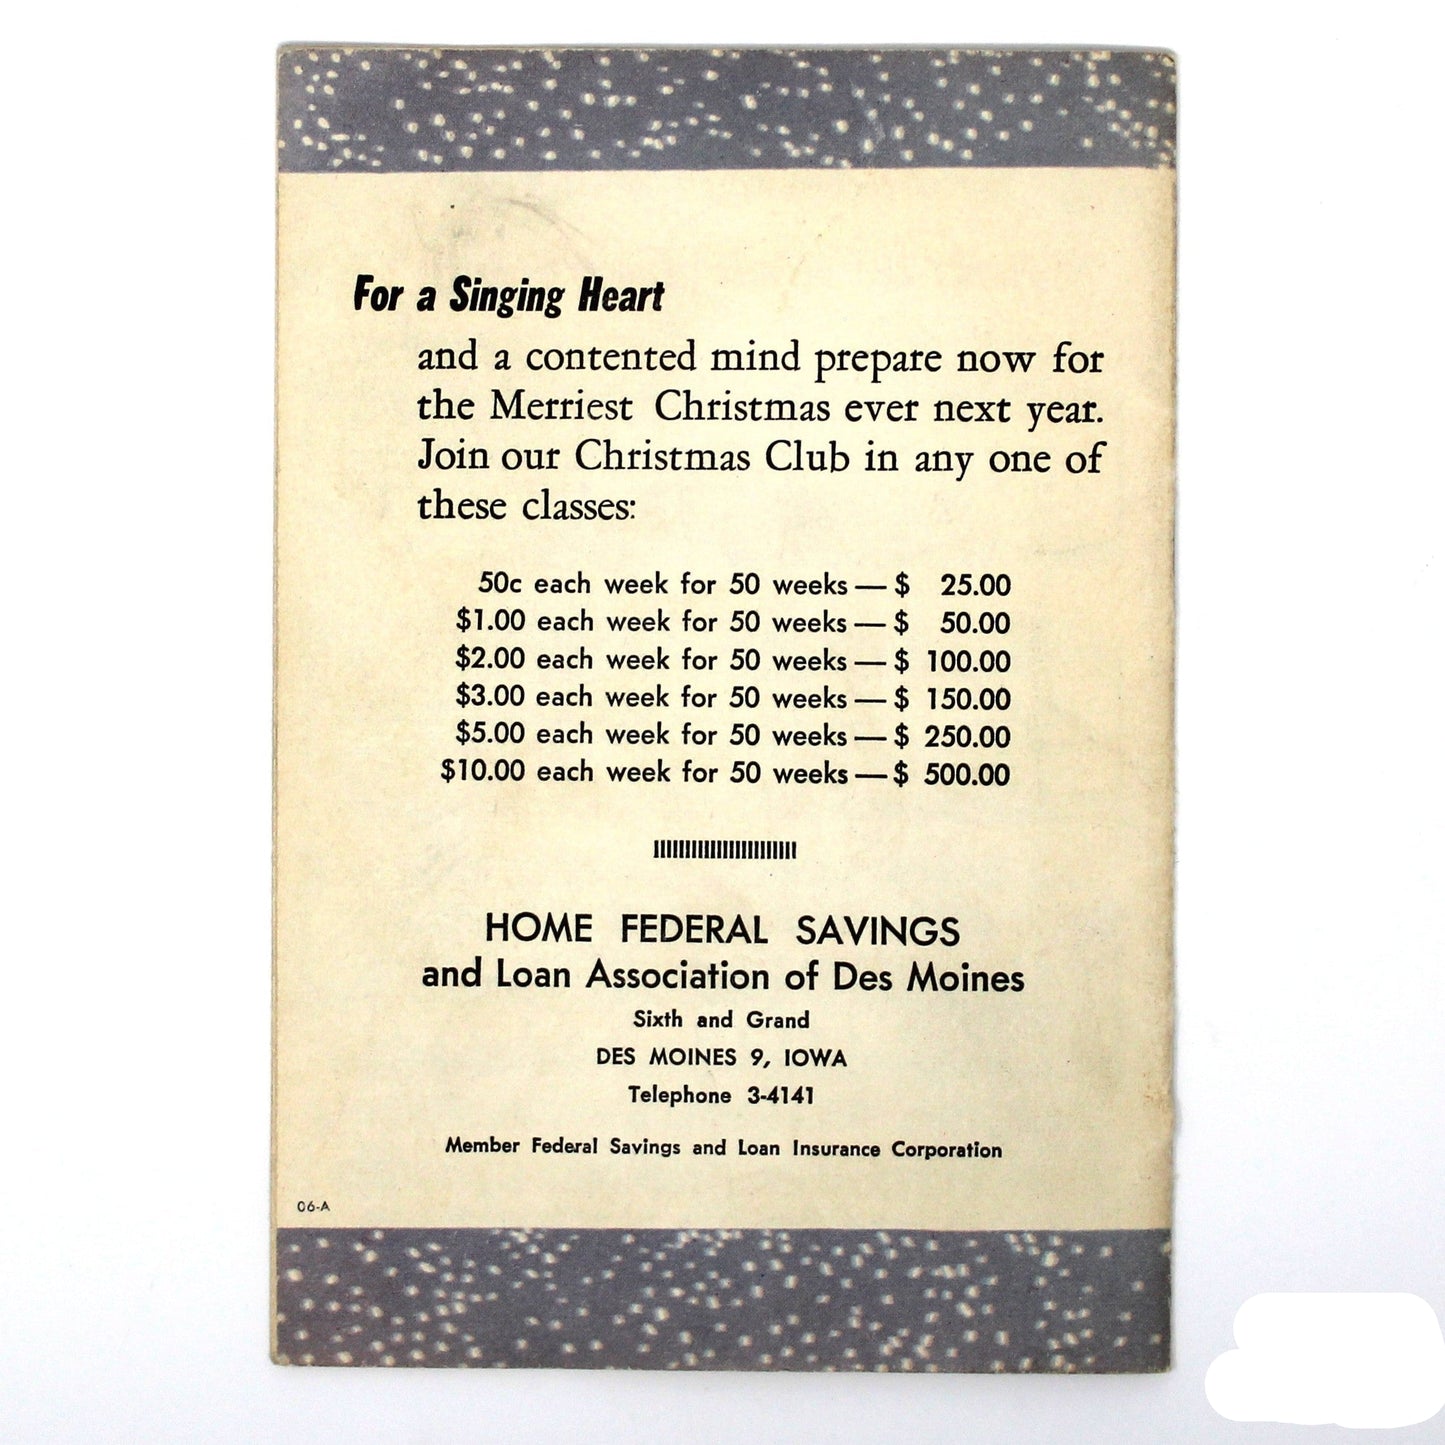 For a Singing Heart
and a contented mind prepare now for
the Merriest Christmas ever next year.
Join our Christmas Club in any one of
these classes:
50c each week for 50 weeks — $ 25.00
$1.00 each week for 50 weeks — $ 50.00
$2.00 each week for 50 weeks — $ 100.00
$3.00 each week for 50 weeks — $ 150.00
$5.00 each week for 50 weeks — $ 250.00
$10.00 each week for 50 weeks — $ 500.00
HOME FEDERAL SAVINGS
and Loan Association of Des Moines
Sixth and Grand
DES MOINES 9, IOWA
Telephone 3-4141
Member Federal Savings and Loan Insurance Corporation
06-A